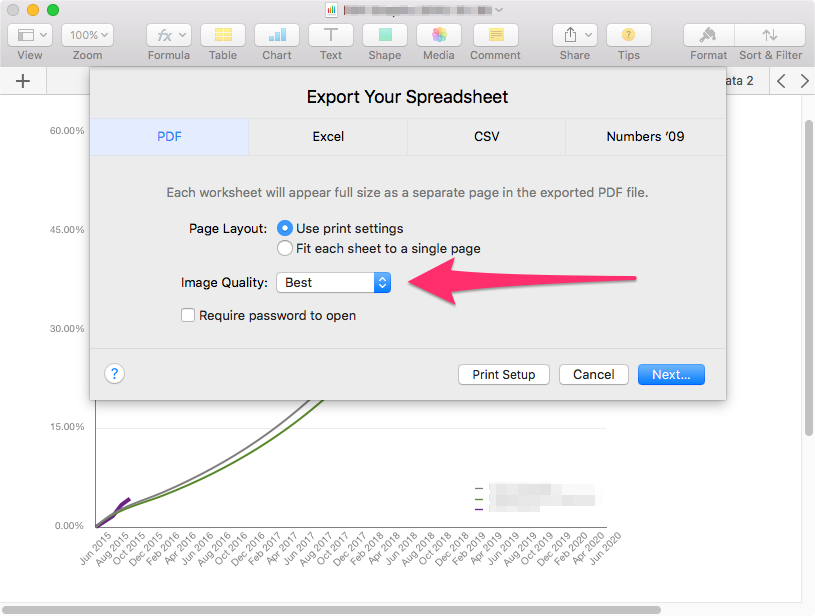 View
100%
Zoom
fx
Formula
Table
Chart
T
Text
Shape
Media
Comment
Share
?
Tips
Format
Sort & Filter
+
ata 2
Export Your Spreadsheet
PDF
Excel
CSV
Numbers ’09
Each worksheet will appear full size as a separate page in the exported PDF file.
Page Layout:
Use print settings
Fit each sheet to a single page
Image Quality:
Best
Require password to open
?
Print Setup
Cancel
Next...
60.00%
45.00%
30.00%
15.00%
0.00%
Jun 2015
Aug 2015
Oct 2015
Dec 2015
Feb 2016
Apr 2016
Jun 2016
Aug 2016
Oct 2016
Dec 2016
Feb 2017
Apr 2017
Jun 2017
Aug 2017
Oct 2017
Dec 2017
Feb 2018
Apr 2018
Jun 2018
Aug 2018
Oct 2018
Dec 2018
Feb 2019
Apr 2019
Jun 2019
Aug 2019
Oct 2019
Dec 2019
Feb 2020
Apr 2020
Jun 2020